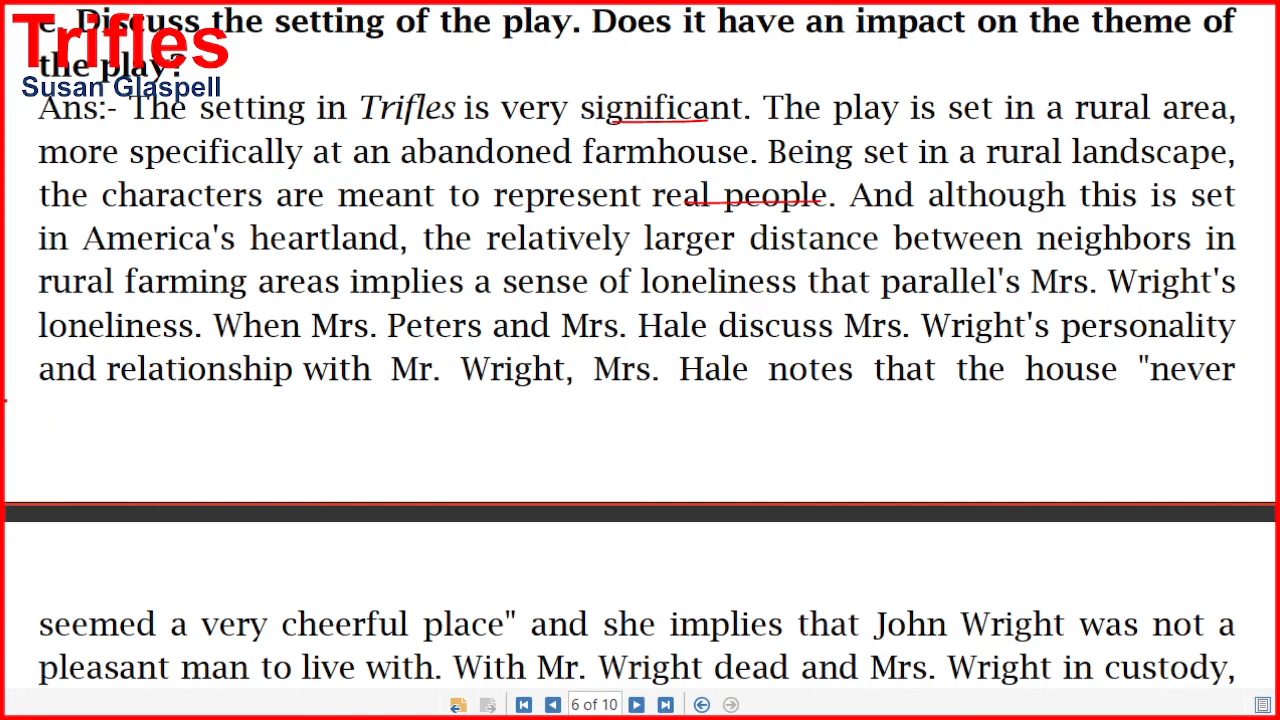 e. Discuss the setting of the play. Does it have an impact on the theme of
Trifles
the play?
Susan Glaspell
Ans:- The setting in Trifles is very significant. The play is set in a rural area,
more specifically at an abandoned farmhouse. Being set in a rural landscape,
the characters are meant to represent real people. And although this is set
in America's heartland, the relatively larger distance between neighbors in
rural farming areas implies a sense of loneliness that parallel's Mrs. Wright's
loneliness. When Mrs. Peters and Mrs. Hale discuss Mrs. Wright's personality
and relationship with Mr. Wright, Mrs. Hale notes that the house "never
seemed a very cheerful place" and she implies that John Wright was not a
pleasant man to live with. With Mr. Wright dead and Mrs. Wright in custody,
6 of 10